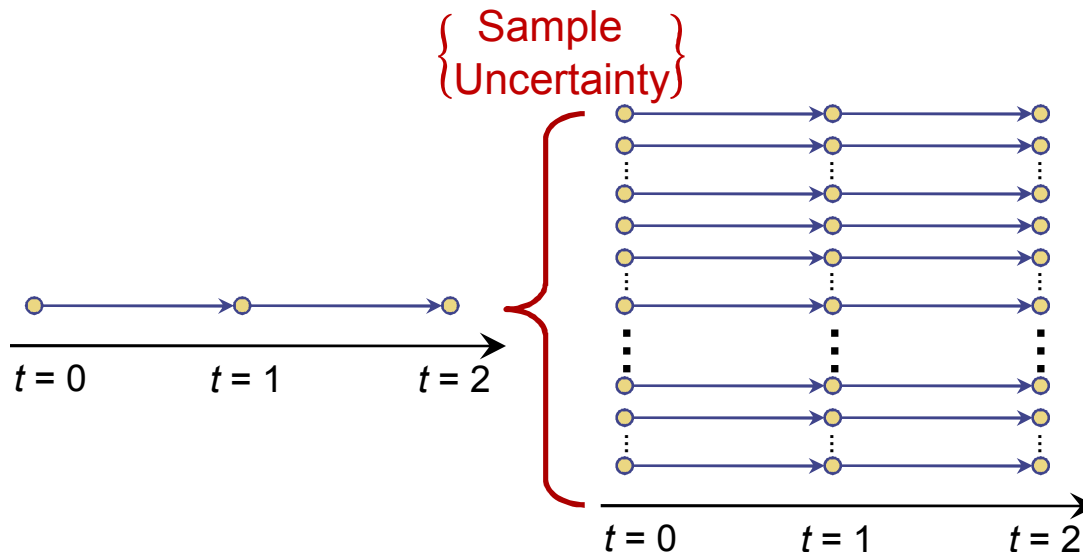 Sample
Uncertainty
t = 0 t = 1 t = 2
t = 0 t = 1 t = 2